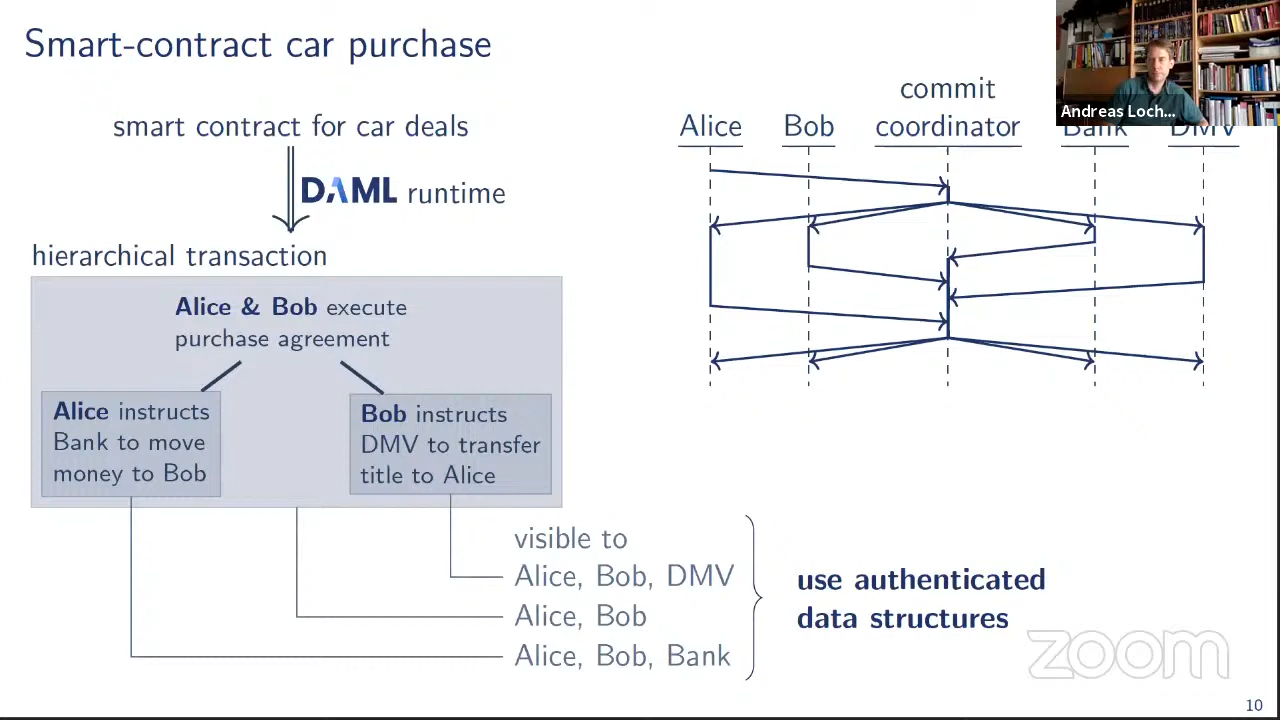 Smart-contract car purchase
smart contract for car deals
DAML runtime
hierarchical transaction
Alice & Bob execute
purchase agreement
Alice instructs
Bank to move
money to Bob
Bob instructs
DMV to transfer
title to Alice
visible to
Alice, Bob, DMV
Alice, Bob
Alice, Bob, Bank
use authenticated
data structures
commit
Alice Bob coordinator Bank DMV
Andreas Loch...
zoom
10